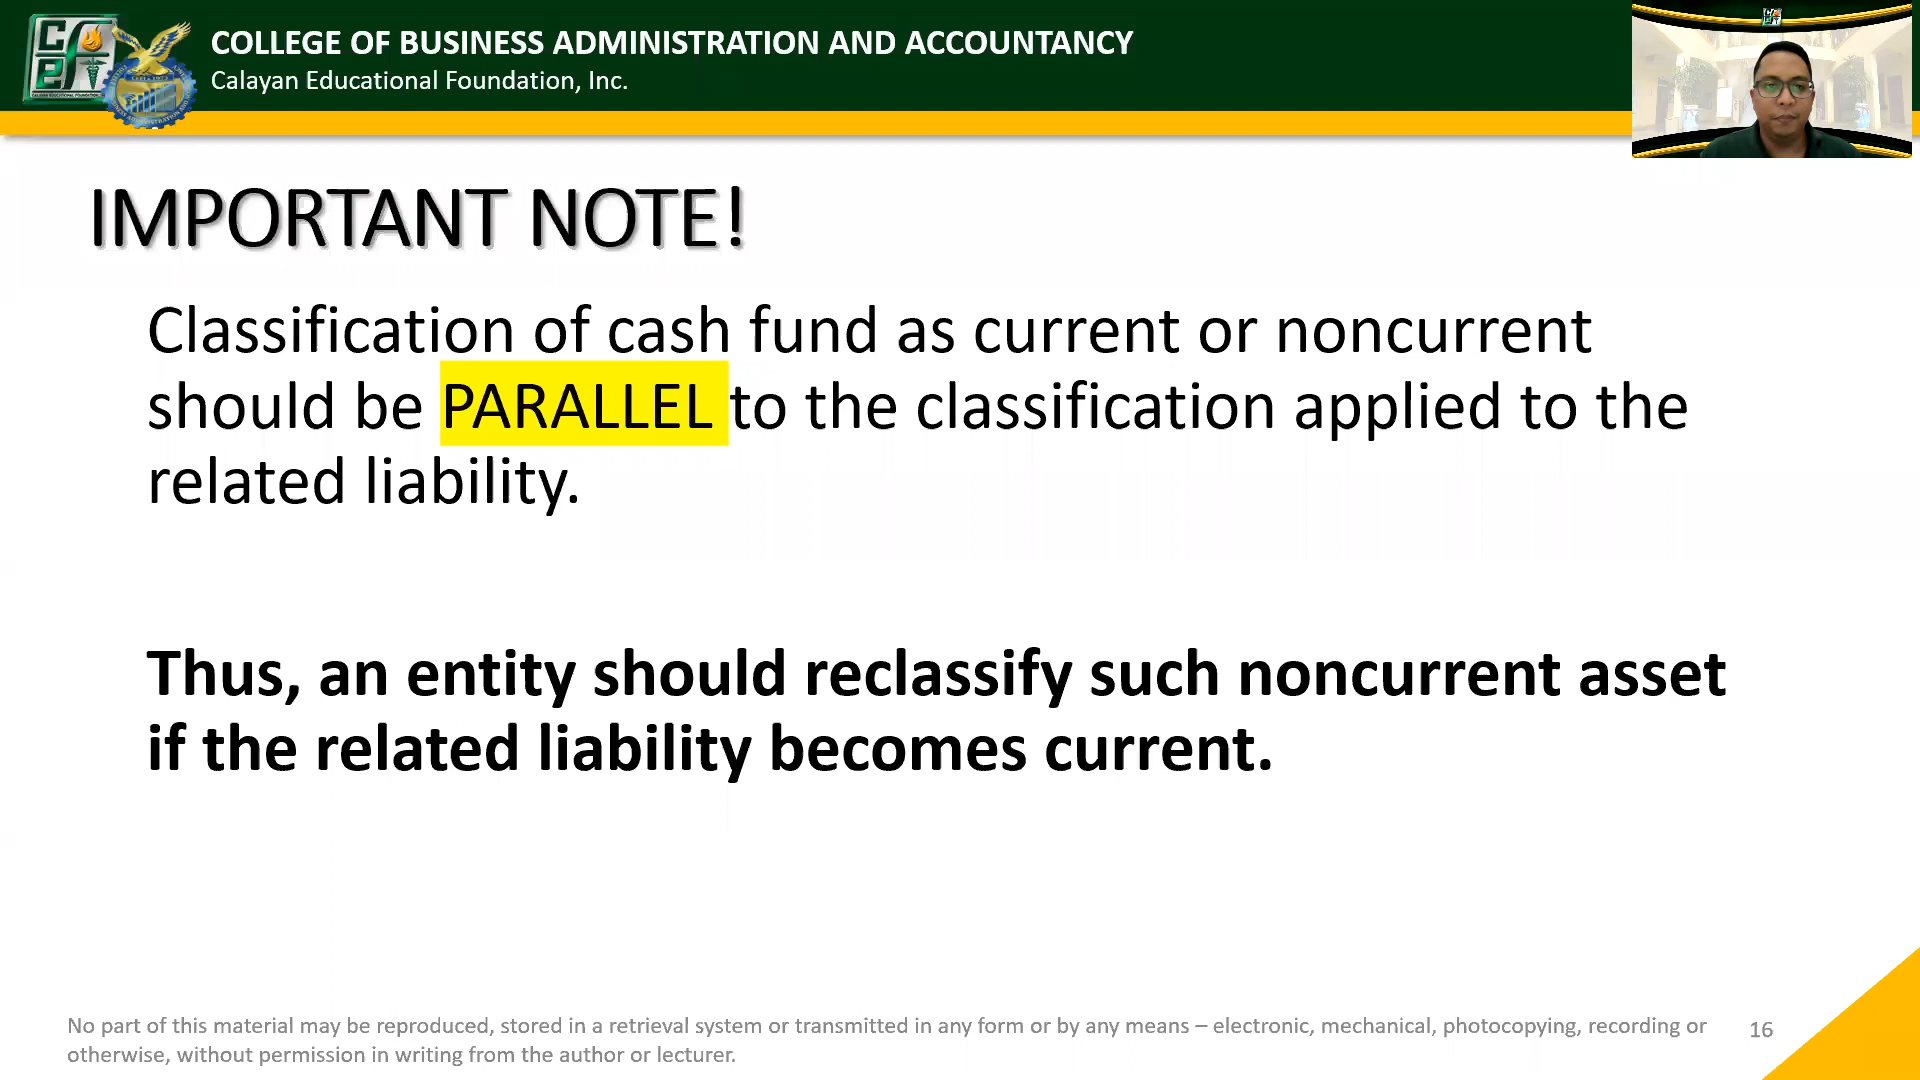 COLLEGE OF BUSINESS ADMINISTRATION AND ACCOUNTANCY
Calayan Educational Foundation, Inc.
IMPORTANT NOTE!
Classification of cash fund as current or noncurrent
should be PARALLEL to the classification applied to the
related liability.
Thus, an entity should reclassify such noncurrent asset
if the related liability becomes current.
No part of this material may be reproduced, stored in a retrieval system or transmitted in any form or by any means – electronic, mechanical, photocopying, recording or
otherwise, without permission in writing from the author or lecturer.
16